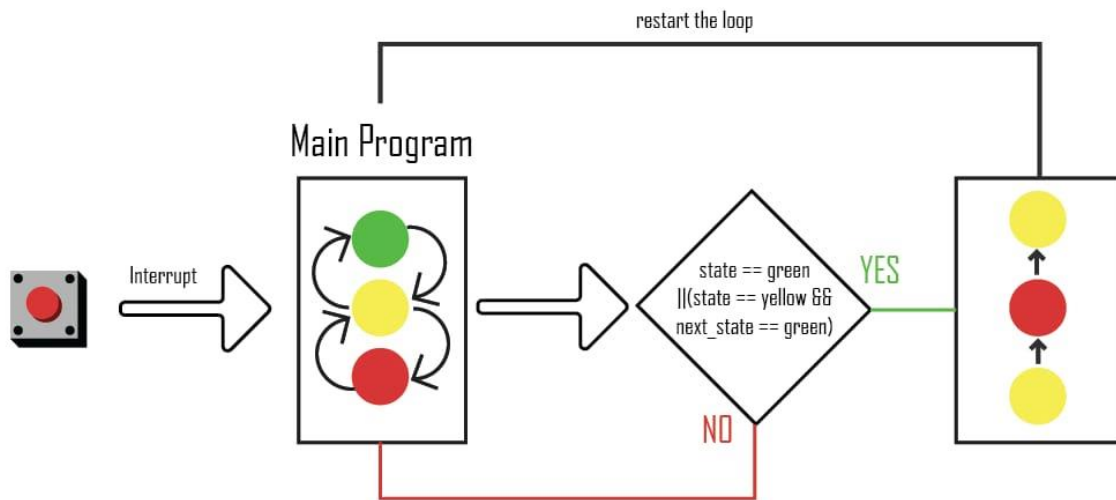 restart the loop
Main Program
Interrupt
state == green
||(state == yellow &&
next_state == green)
YES
NO